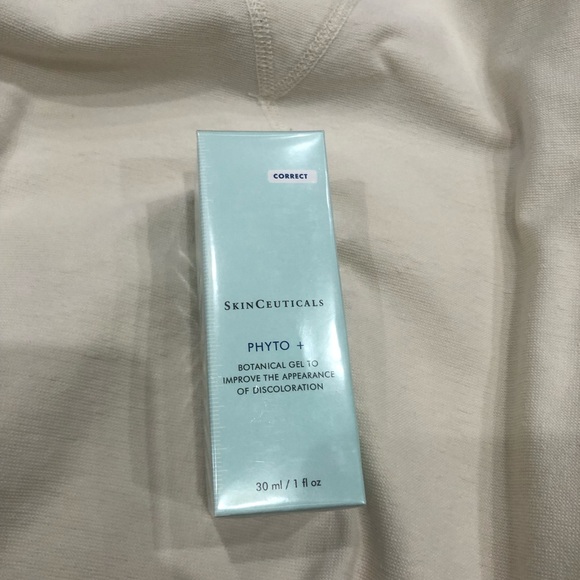 CORRECT
SKINCEUTICALS
PHYTO +
BOTANICAL GEL TO
IMPROVE THE APPEARANCE
OF DISCOLORATION
30 ml / 1 fl oz